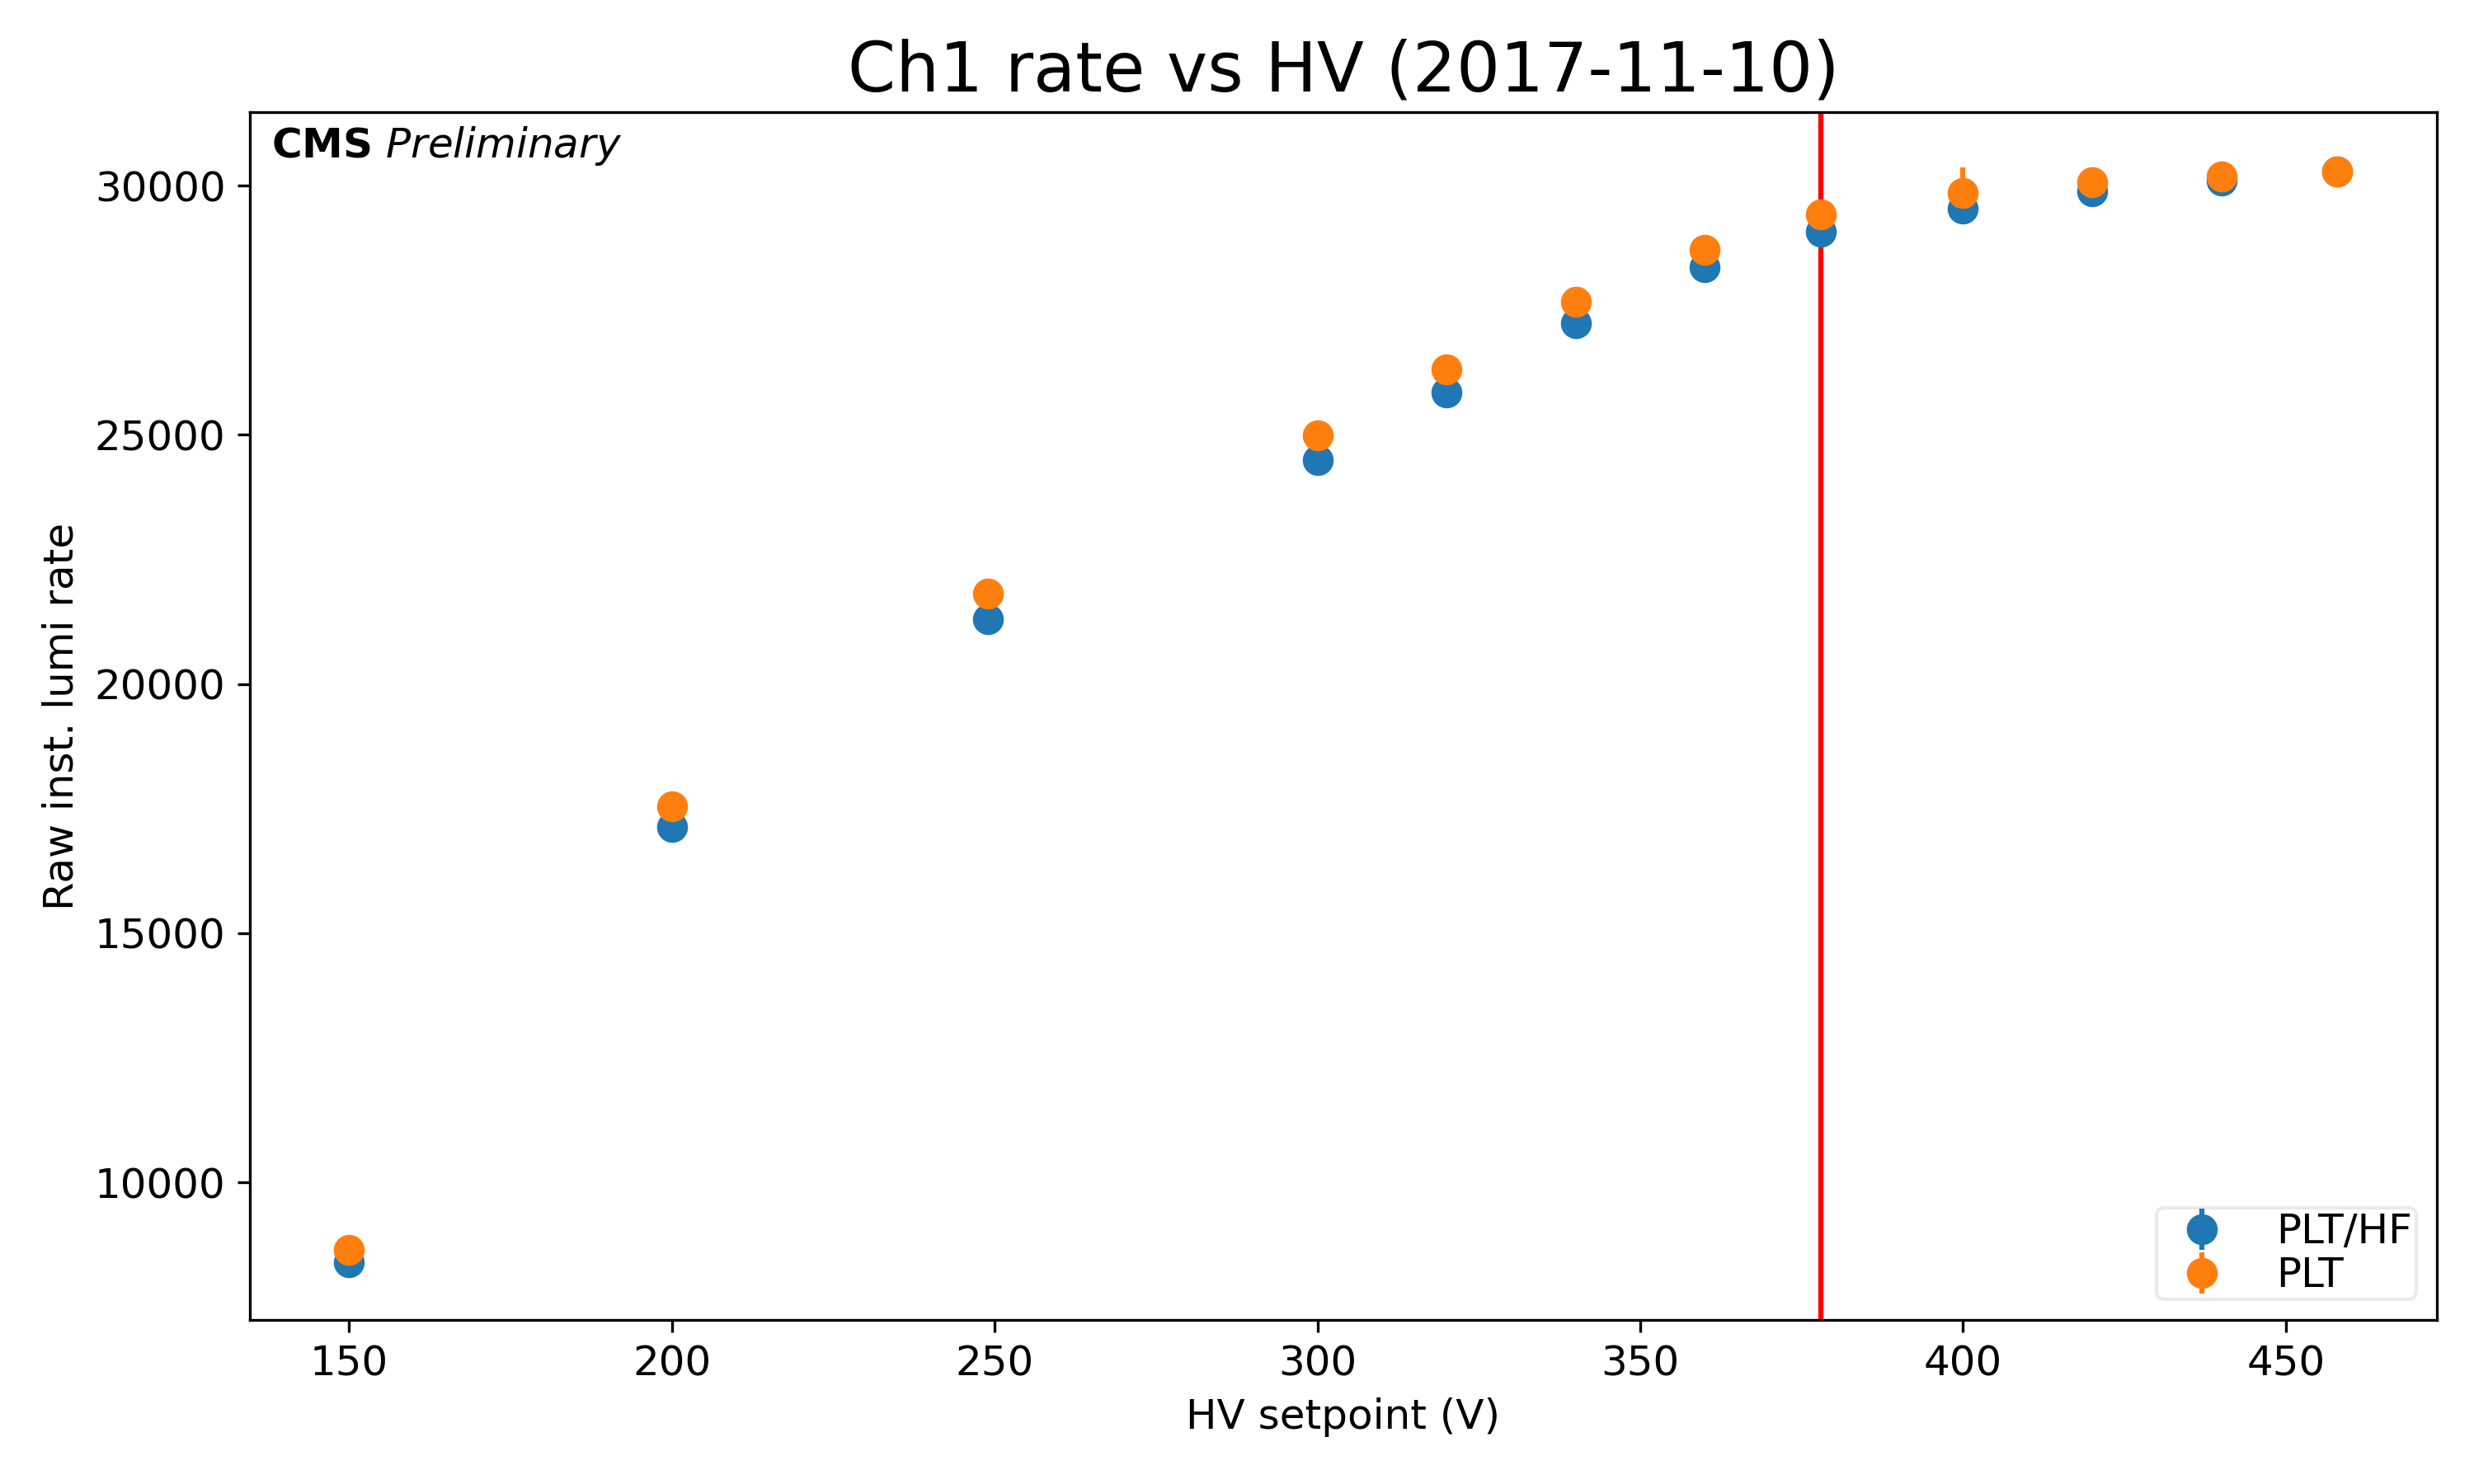 Ch1 rate vs HV (2017-11-10)
CMS Preliminary
30000
25000
20000
15000
10000
Raw inst. lumi rate
PLT/HF
PLT
150 200 250 300 350 400 450
HV setpoint (V)